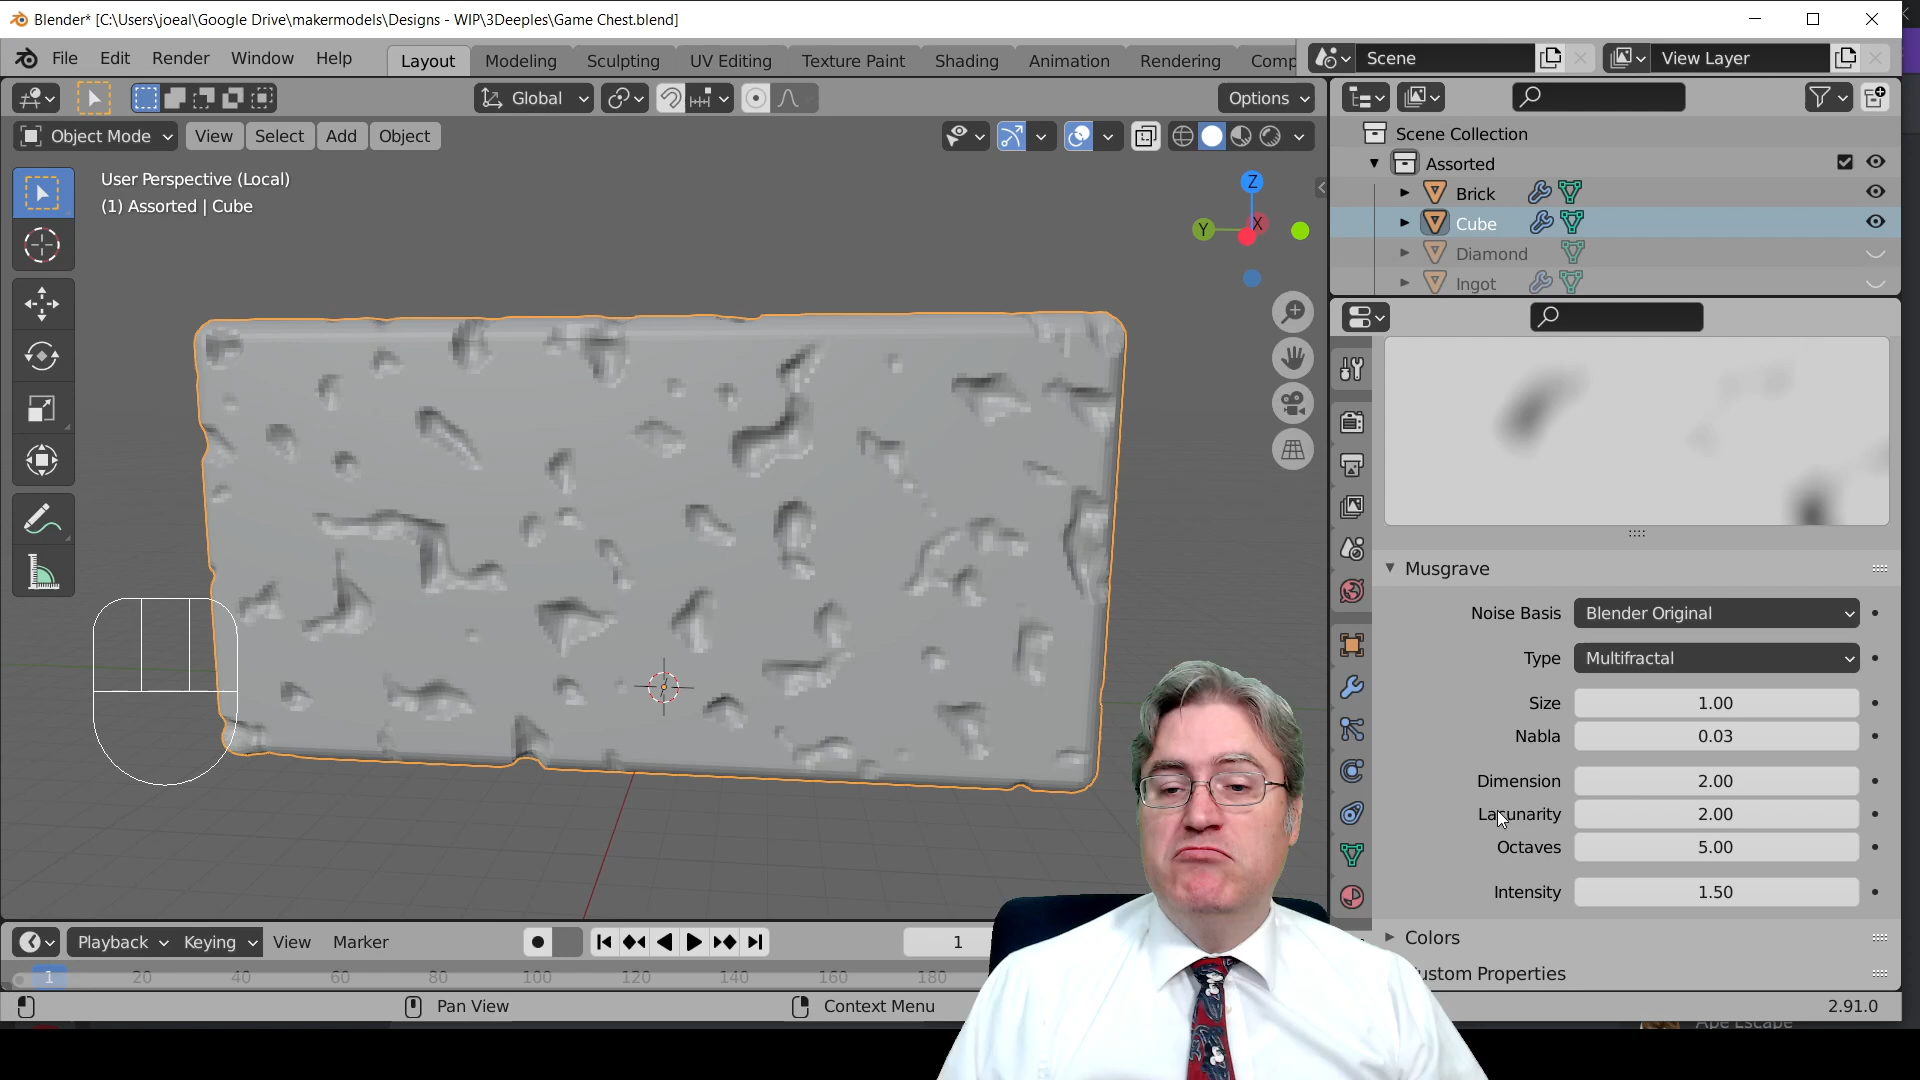 Blender* [C:\Users\joeal\Google Drive\makermodels\Designs - WIP\3Deeples\Game Chest.blend]
File Edit Render Window Help Layout Modeling Sculpting UV Editing Texture Paint Shading Animation Rendering Comp Scene View Layer
Global Options
Object Mode View Select Add Object
User Perspective (Local)
(1) Assorted | Cube
Z
Y X
Scene Collection
Assorted
Brick
Cube
Diamond
Ingot
Musgrave
Noise Basis Blender Original
Type Multifractal
Size 1.00
Nabla 0.03
Dimension 2.00
Lacunarity 2.00
Octaves 5.00
Intensity 1.50
Colors
ustom Properties
Playback Keying View Marker 1
1 20 40 60 80 100 120 140 160 180
Pan View Context Menu 2.91.0
Ape Escape